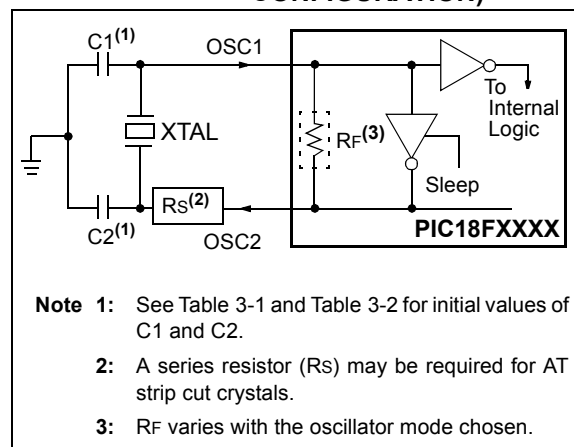 CONFIGURATION)
C1(1)
OSC1
To
Internal
Logic
XTAL
RF(3)
Sleep
RS(2)
C2(1)
OSC2
PIC18FXXXX
Note 1: See Table 3-1 and Table 3-2 for initial values of
C1 and C2.
2: A series resistor (RS) may be required for AT
strip cut crystals.
3: RF varies with the oscillator mode chosen.